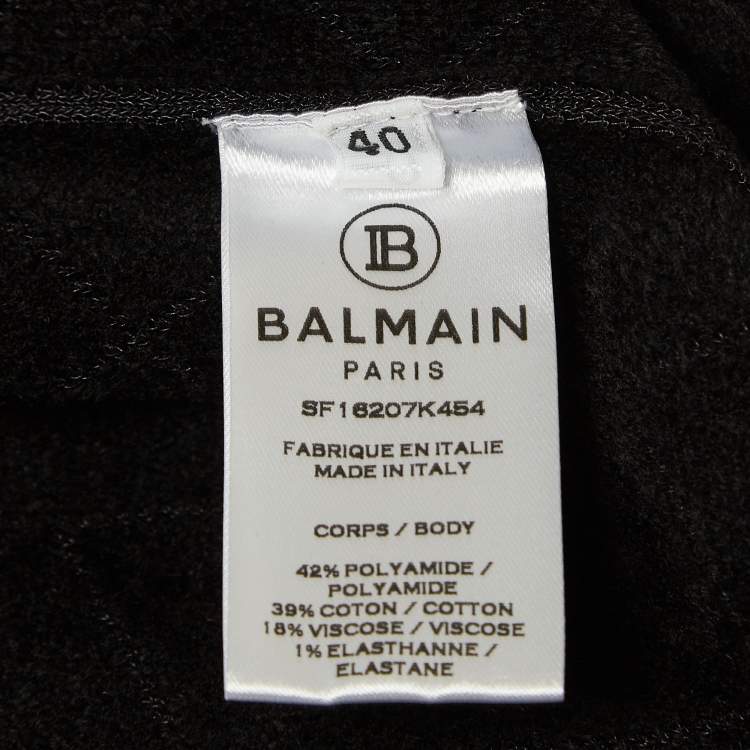 40
B
BALMAIN
PARIS
SF16207K454
FABRIQUE EN ITALIE
MADE IN ITALY
CORPS / BODY
42% POLYAMIDE /
POLYAMIDE
39% COTON / COTTON
18% VISCOSE / VISCOSE
1% ELASTHANNE /
ELASTANE